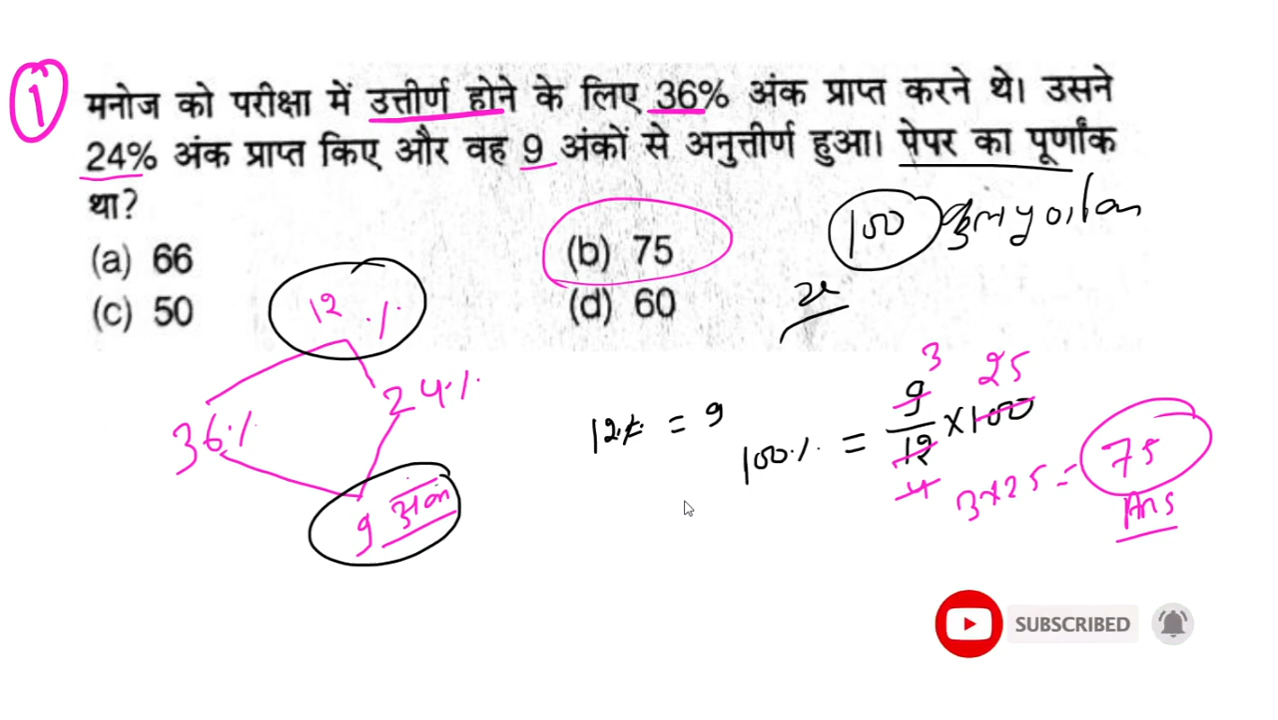 1
मनोज को परीक्षा में उत्तीर्ण होने के लिए 36% अंक प्राप्त करने थे। उसने
24% अंक प्राप्त किए और वह 9 अंकों से अनुत्तीर्ण हुआ। पेपर का पूर्णांक
था?
(a) 66
(b) 75
(c) 50
(d) 60
100
12 %
36%
24%
9 अंक
12% = 9
100% = 9/12 × 100
3 25
4
3×25 = 75
Ans
SUBSCRIBED